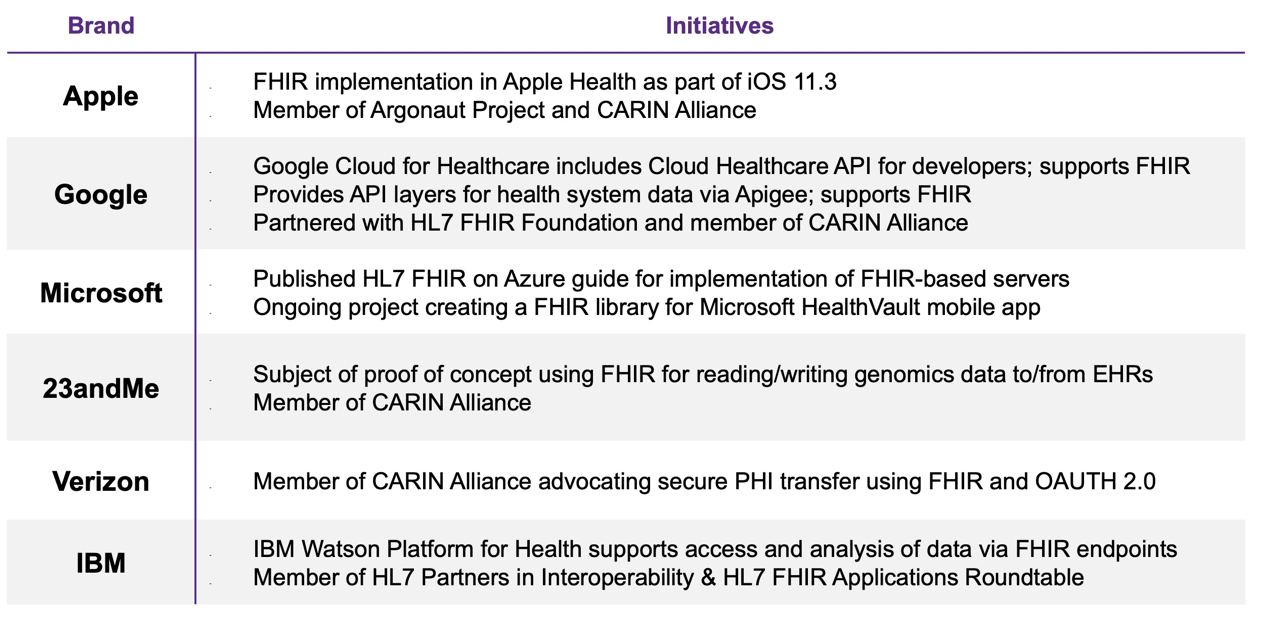 Brand Initiatives
Apple
FHIR implementation in Apple Health as part of iOS 11.3
Member of Argonaut Project and CARIN Alliance
Google
Google Cloud for Healthcare includes Cloud Healthcare API for developers; supports FHIR
Provides API layers for health system data via Apigee; supports FHIR
Partnered with HL7 FHIR Foundation and member of CARIN Alliance
Microsoft
Published HL7 FHIR on Azure guide for implementation of FHIR-based servers
Ongoing project creating a FHIR library for Microsoft HealthVault mobile app
23andMe
Subject of proof of concept using FHIR for reading/writing genomics data to/from EHRs
Member of CARIN Alliance
Verizon
Member of CARIN Alliance advocating secure PHI transfer using FHIR and OAUTH 2.0
IBM
IBM Watson Platform for Health supports access and analysis of data via FHIR endpoints
Member of HL7 Partners in Interoperability & HL7 FHIR Applications Roundtable